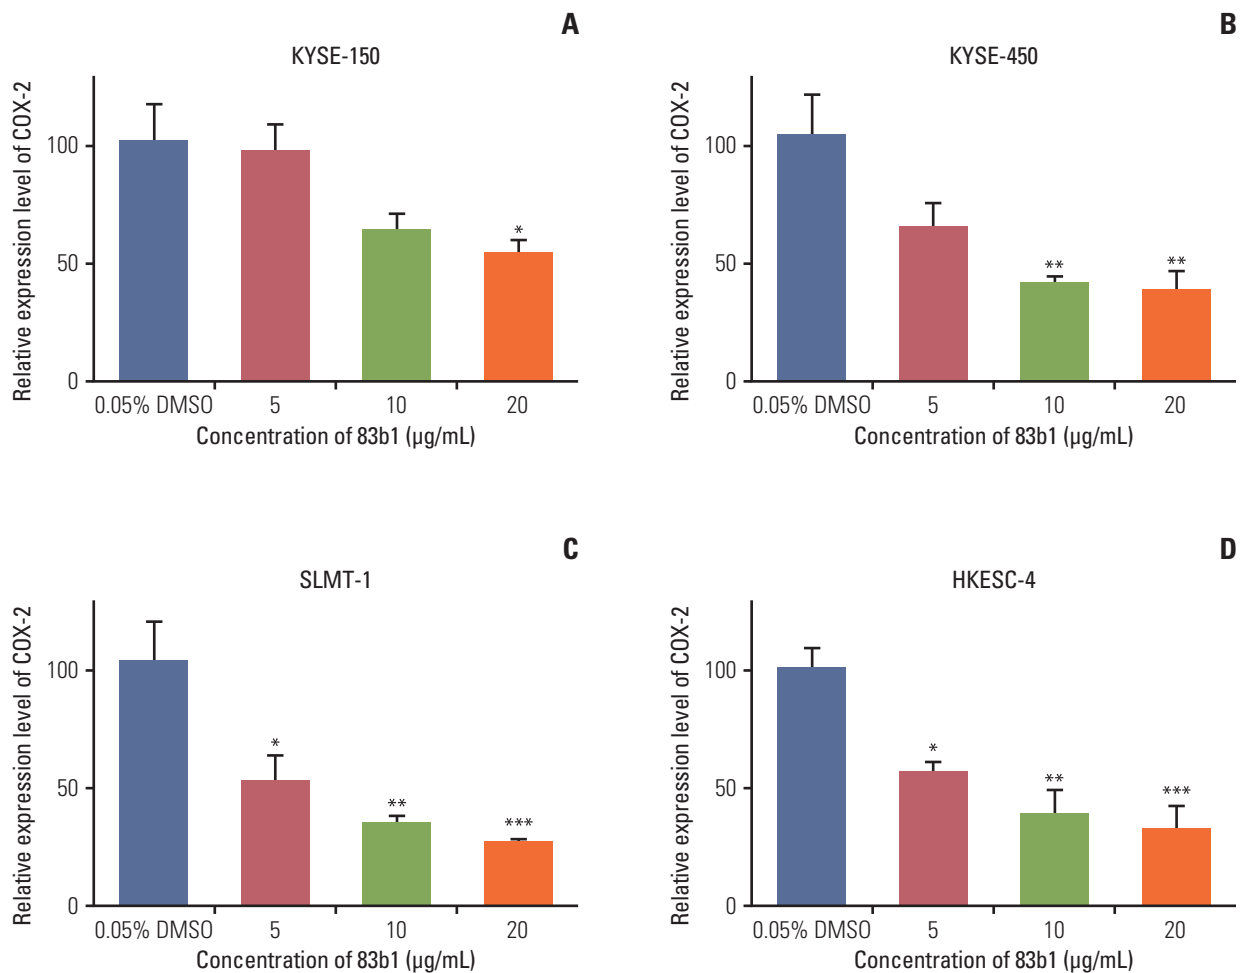 A
KYSE-150
Relative expression level of COX-2
100
50
0
*
0.05% DMSO 5 10 20
Concentration of 83b1 (µg/mL)
B
KYSE-450
Relative expression level of COX-2
100
50
0
** **
0.05% DMSO 5 10 20
Concentration of 83b1 (µg/mL)
C
SLMT-1
Relative expression level of COX-2
100
50
0
* ** ***
0.05% DMSO 5 10 20
Concentration of 83b1 (µg/mL)
D
HKESC-4
Relative expression level of COX-2
100
50
0
* ** ***
0.05% DMSO 5 10 20
Concentration of 83b1 (µg/mL)